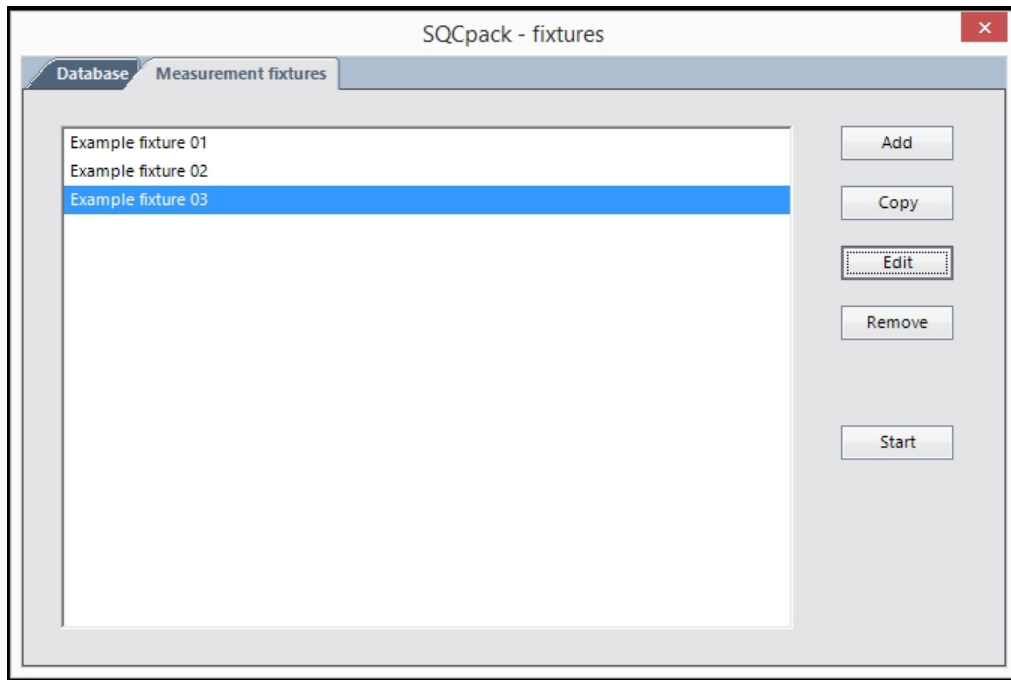 SQCpack - fixtures
Database
Measurement fixtures
Example fixture 01
Example fixture 02
Example fixture 03
Add
Copy
Edit
Remove
Start